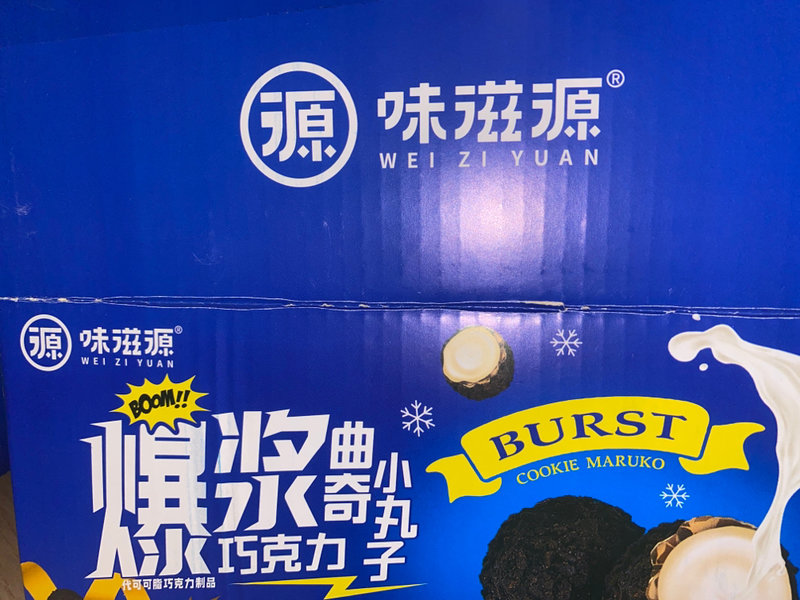 源 味滋源®
WEI ZI YUAN
源 味滋源®
WEI ZI YUAN
BOOM!!
爆浆曲奇小丸子
巧克力
代可可脂巧克力制品
BURST
COOKIE MARUKO